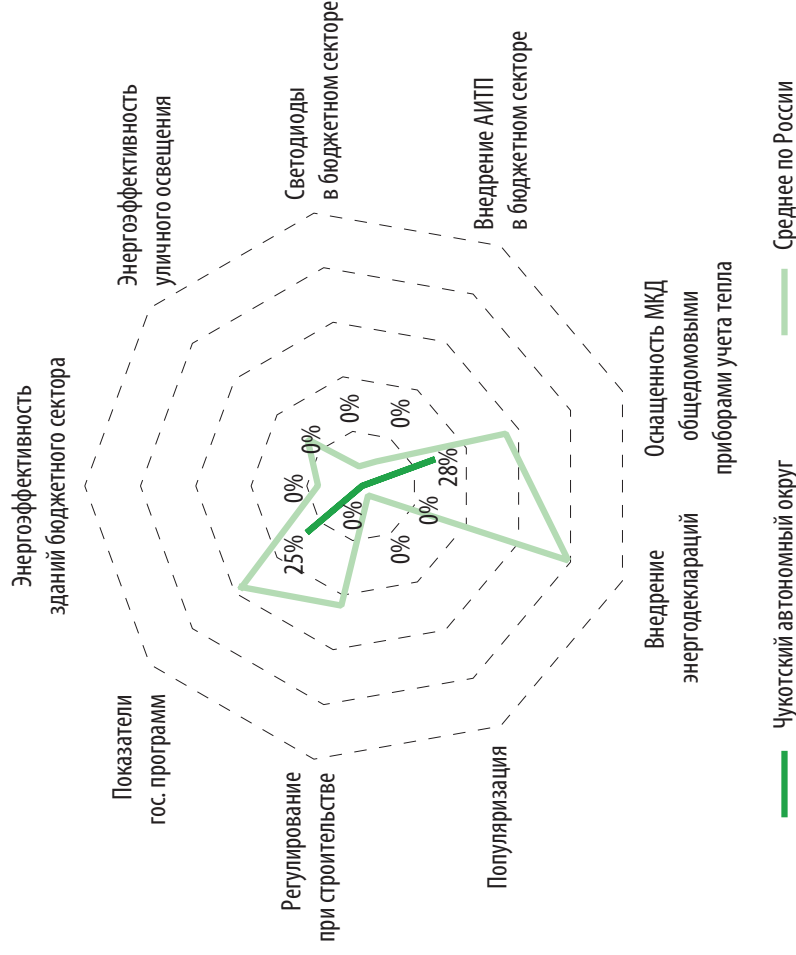 Энергоэффективность
зданий бюджетного сектора
Энергоэффективность
уличного освещения
Светодиоды
в бюджетном секторе
Внедрение АИТП
в бюджетном секторе
Оснащенность МКД
общедомовыми
приборами учета тепла
Внедрение
энергодеклараций
Популяризация
Регулирование
при строительстве
Показатели
гос. программ
0%
0%
0%
0%
28%
0%
0%
0%
25%
Чукотский автономный округ
Среднее по России